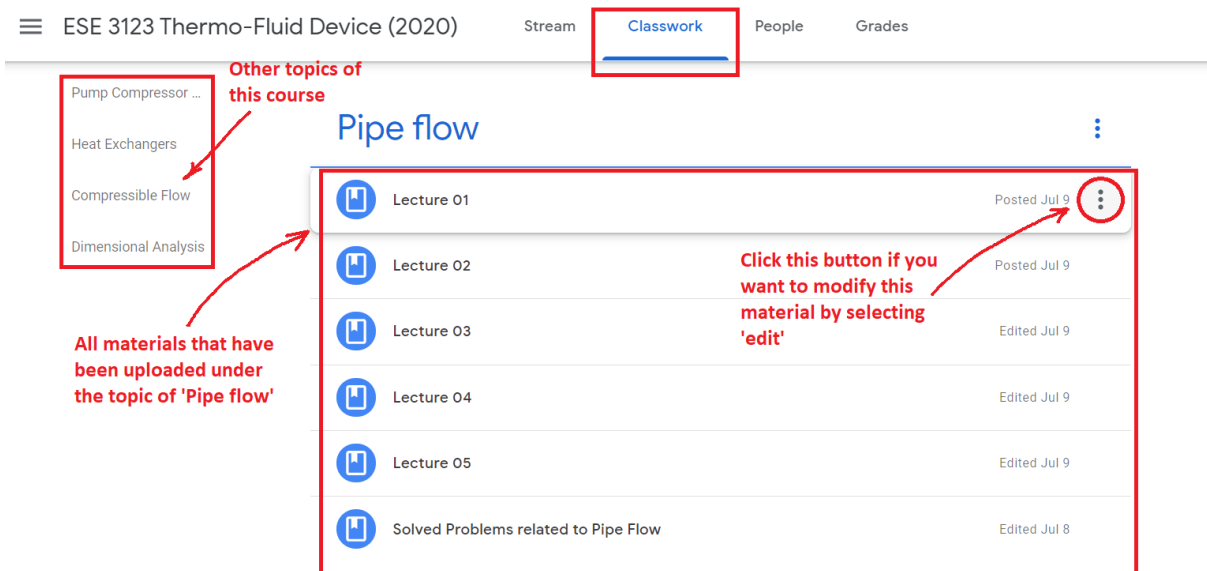 ESE 3123 Thermo-Fluid Device (2020)
Stream
Classwork
People
Grades
Other topics of
this course
Pump Compressor ...
Heat Exchangers
Compressible Flow
Dimensional Analysis
Pipe flow
Lecture 01
Posted Jul 9
Lecture 02
Posted Jul 9
Click this button if you
want to modify this
material by selecting
'edit'
Lecture 03
Edited Jul 9
All materials that have
been uploaded under
the topic of 'Pipe flow'
Lecture 04
Edited Jul 9
Lecture 05
Edited Jul 9
Solved Problems related to Pipe Flow
Edited Jul 8